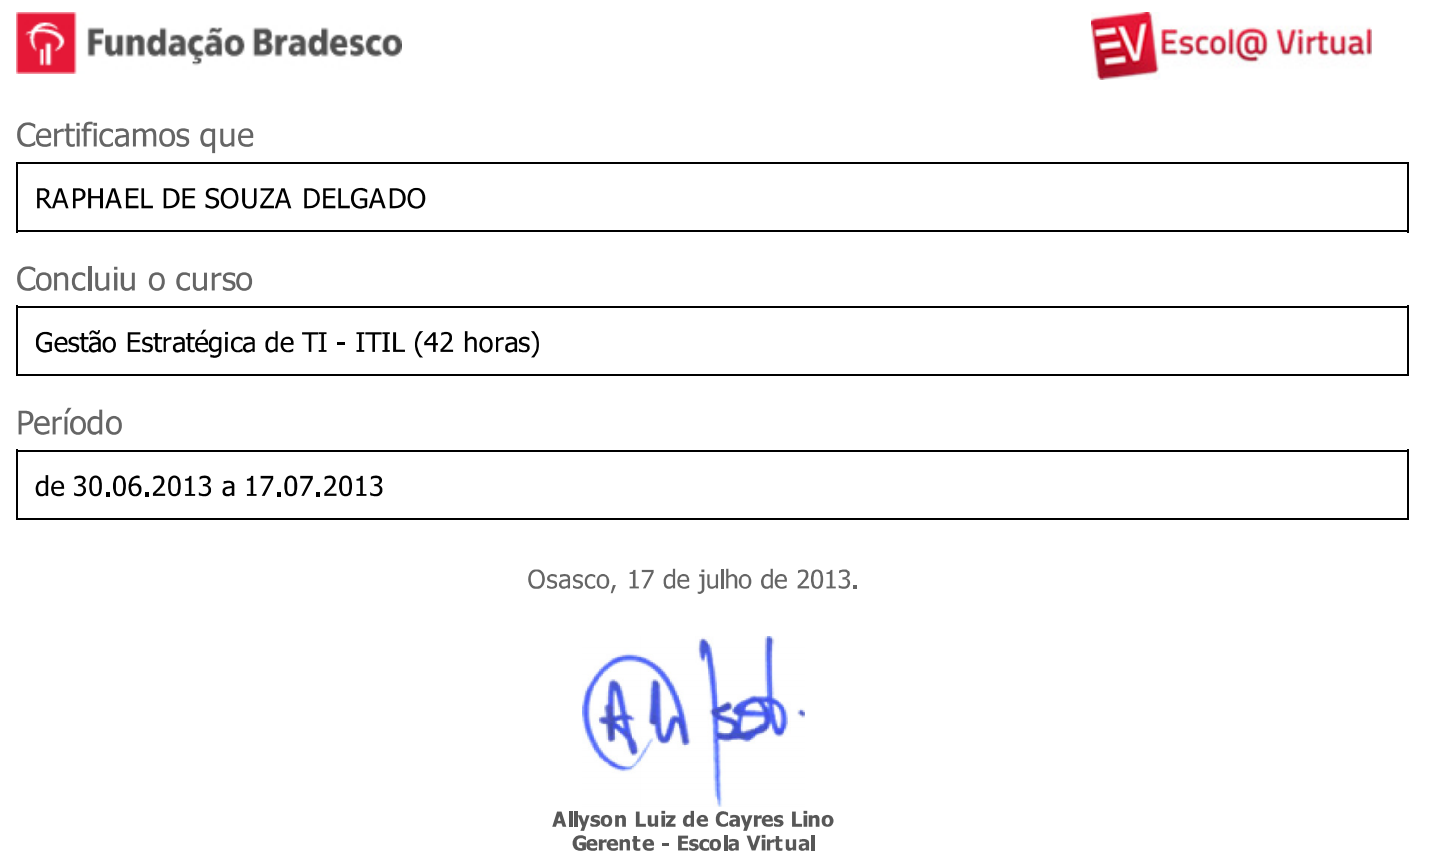 Fundação Bradesco
EV Escol@ Virtual
Certificamos que
RAPHAEL DE SOUZA DELGADO
Concluiu o curso
Gestão Estratégica de TI - ITIL (42 horas)
Período
de 30.06.2013 a 17.07.2013
Osasco, 17 de julho de 2013.
Allyson Luiz de Cayres Lino
Gerente - Escola Virtual